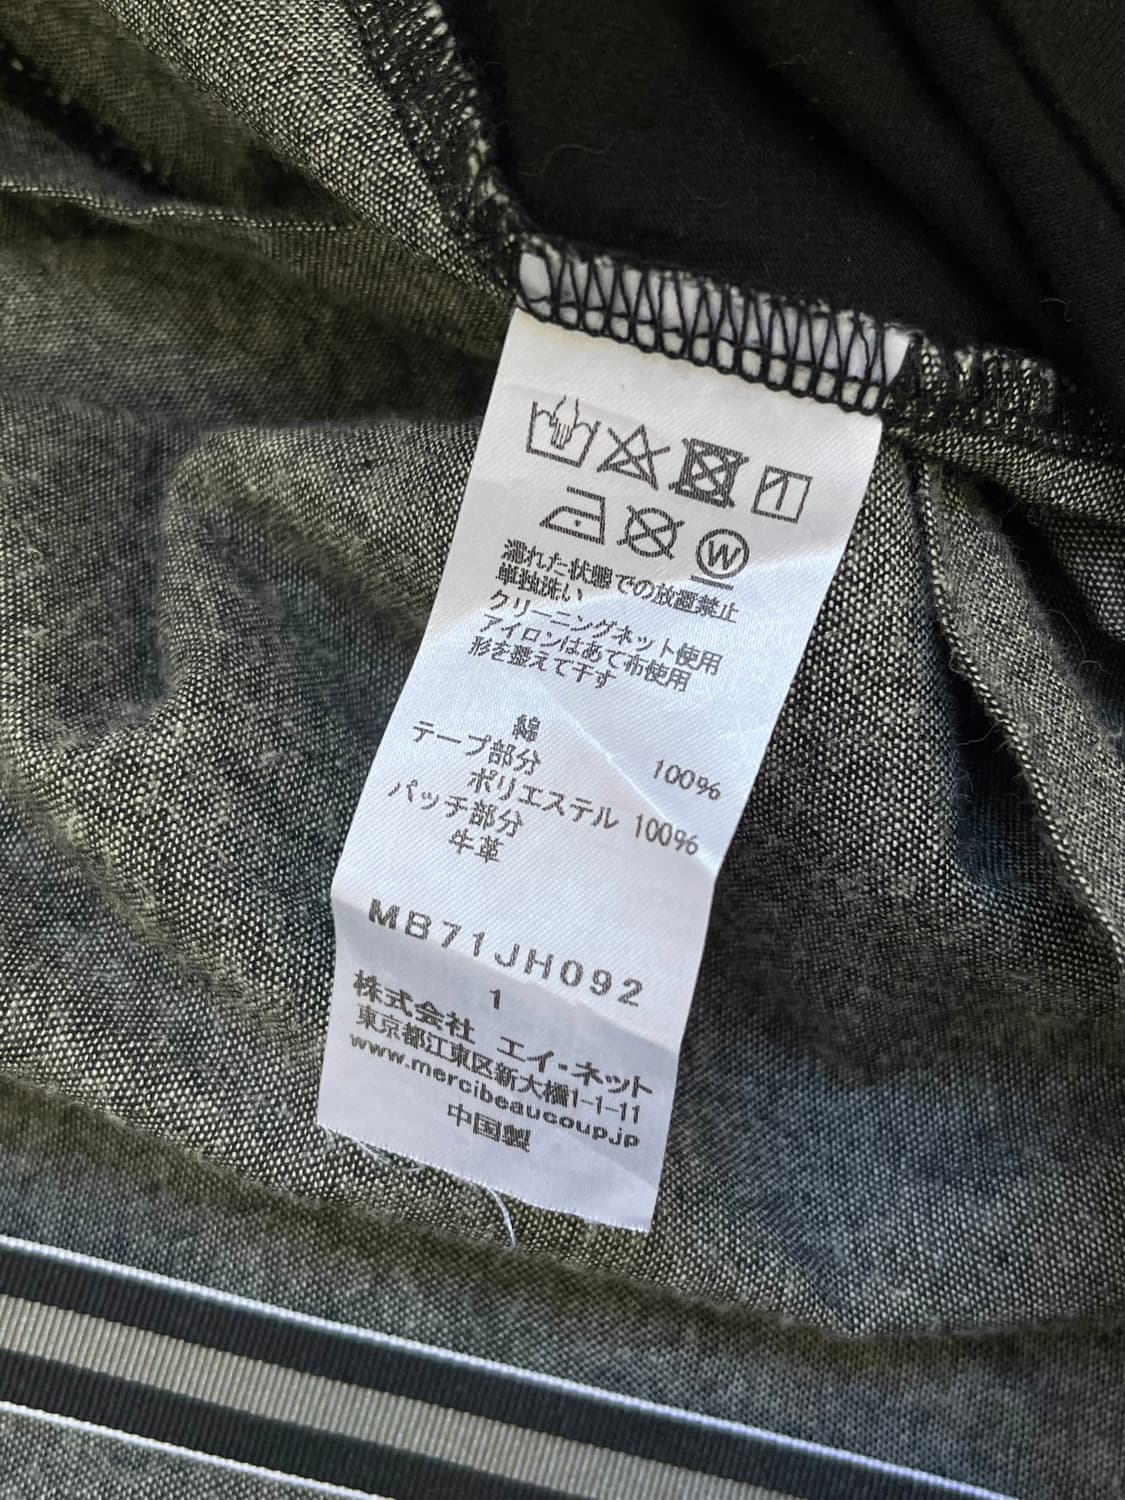 W
濡れた状態での放置禁止
単独洗い
クリーニングネット使用
アイロンはあて布使用
形を整えて干す
綿 100%
テープ部分
ポリエステル 100%
パッチ部分
牛革
MB71JH092
1
株式会社 エイ・ネット
東京都江東区新大橋1-1-11
www.mercibeaucoup.jp
中国製